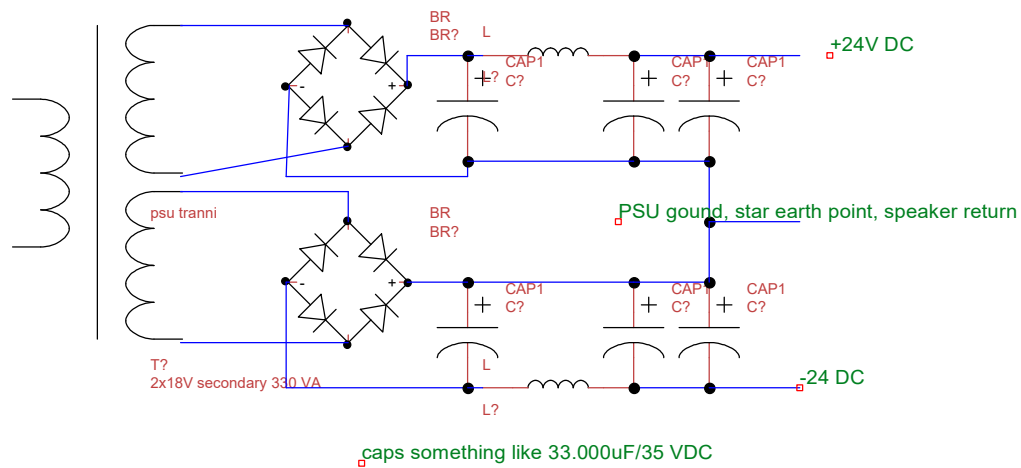 BR
BR?
L
+24V DC
CAP1
C?
L?
CAP1
C?
CAP1
C?
-
+
psu tranni
PSU gound, star earth point, speaker return
BR
BR?
-
+
CAP1
C?
CAP1
C?
CAP1
C?
T?
2x18V secondary 330 VA
L
L?
-24 DC
caps something like 33.000uF/35 VDC